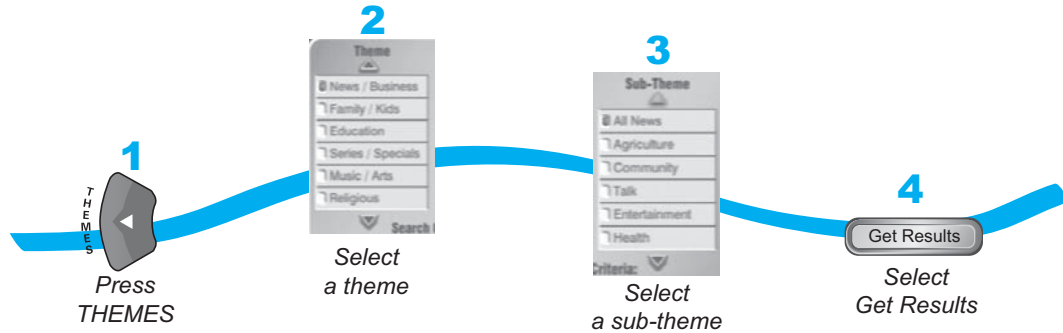 1
THEMES
Press
THEMES
2
Theme
News / Business
Family / Kids
Education
Series / Specials
Music / Arts
Religious
Search
Select
a theme
3
Sub-Theme
All News
Agriculture
Community
Talk
Entertainment
Health
Criteria:
Select
a sub-theme
4
Get Results
Select
Get Results